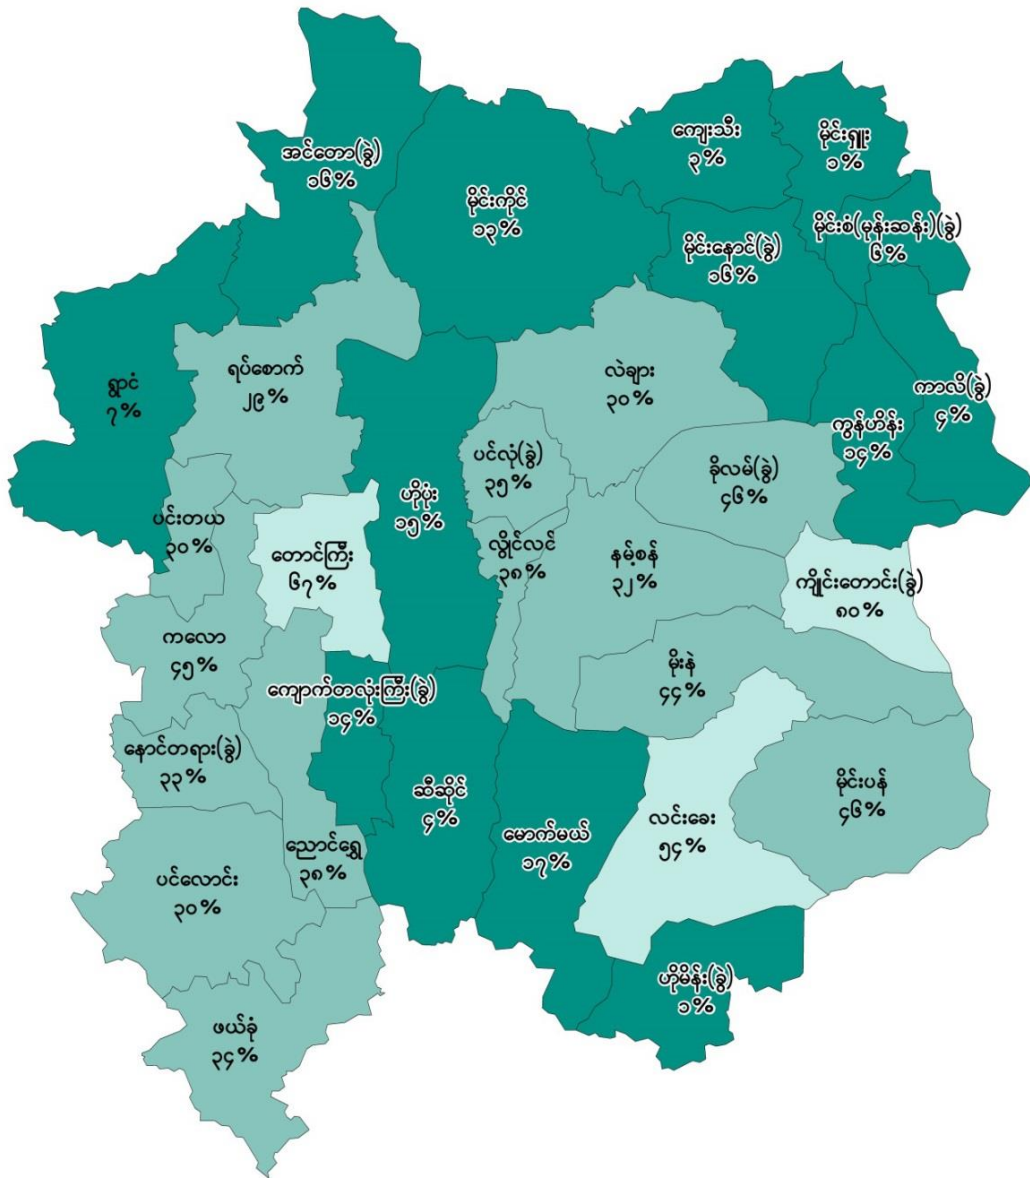 ကျေးသီး
၃%
မိုင်းရှူး
၁%
အင်တော(ခွဲ)
၁၆%
မိုင်းကိုင်
၁၃%
မိုင်းနောင်(ခွဲ)
၁၆%
မိုင်းစံ(မုန်းဆန်း)(ခွဲ)
၆%
ရွာငံ
၇%
ရပ်စောက်
၂၉%
လဲချား
၃၀%
ကွန်ဟိန်း
၁၄%
ကာလိ(ခွဲ)
၄%
ပင်လုံ(ခွဲ)
၃၅%
ခိုလမ်(ခွဲ)
၄၆%
ဟိုပုံး
၁၅%
ပင်းတယ
၃၀%
တောင်ကြီး
၆၇%
လွိုင်လင်
၃၈%
နမ့်စန်
၃၂%
ကျိုင်းတောင်း(ခွဲ)
၈၀%
ကလော
၄၅%
မိုးနဲ
၄၄%
ကျောက်တလုံးကြီး(ခွဲ)
၁၄%
နောင်တရား(ခွဲ)
၃၃%
ဆီဆိုင်
၄%
မိုင်းပန်
၄၆%
လင်းခေး
၅၄%
မောက်မယ်
၁၇%
ညောင်ရွှေ
၃၈%
ပင်လောင်း
၃၀%
ဟိုမိန်း(ခွဲ)
၁%
ဖယ်ခုံ
၃၄%